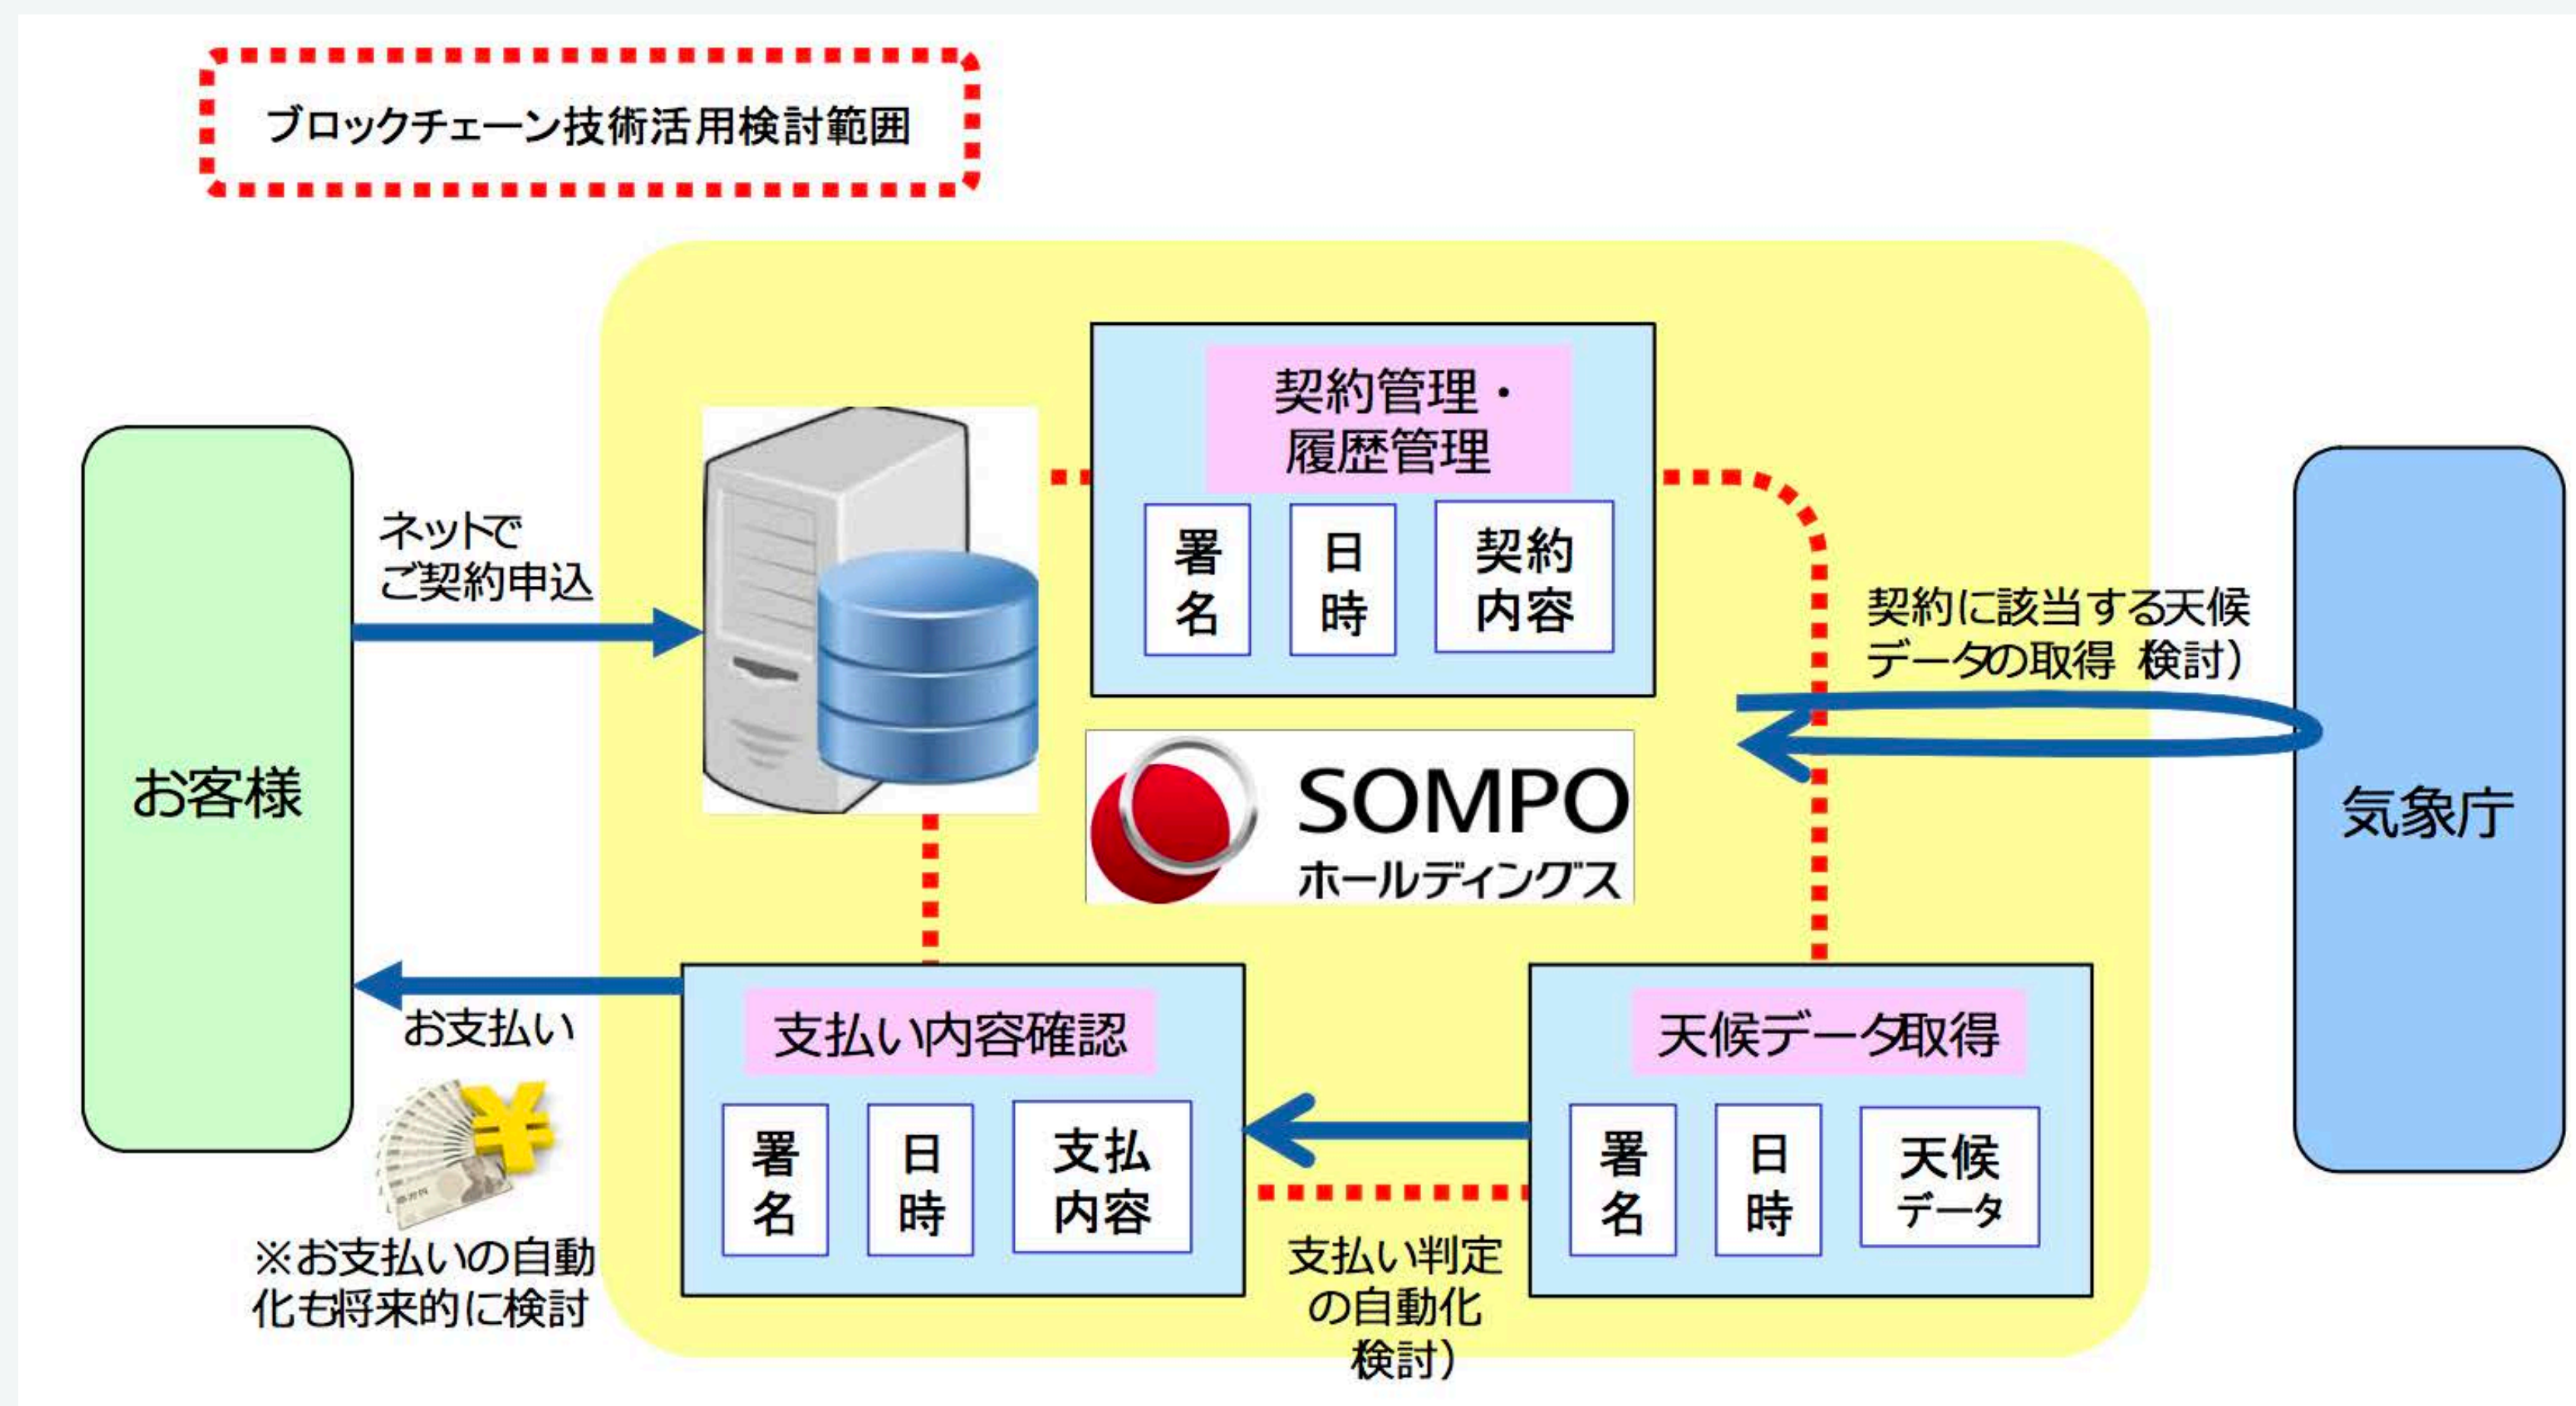 ブロックチェーン技術活用検討範囲
契約管理・
履歴管理
署
名
日
時
契約
内容
ネットで
ご契約申込
契約に該当する天候
データの取得 検討)
お客様
SOMPO
ホールディングス
気象庁
お支払い
支払い内容確認
署
名
日
時
支払
内容
天候データ取得
署
名
日
時
天候
データ
※お支払いの自動
化も将来的に検討
支払い判定
の自動化
検討)